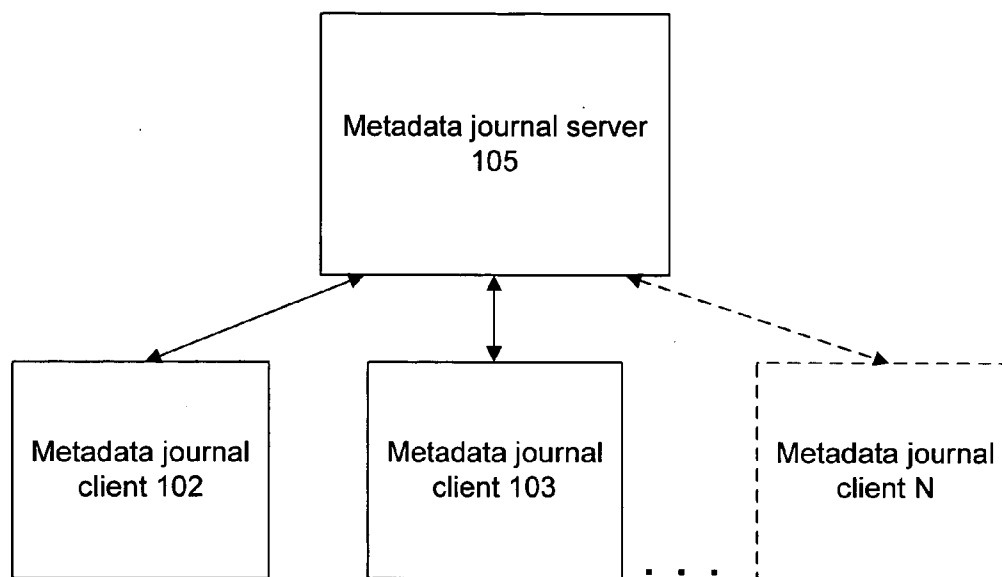 Metadata journal server
105
Metadata journal
client 102
Metadata journal
client 103
Metadata journal
client N
. . .